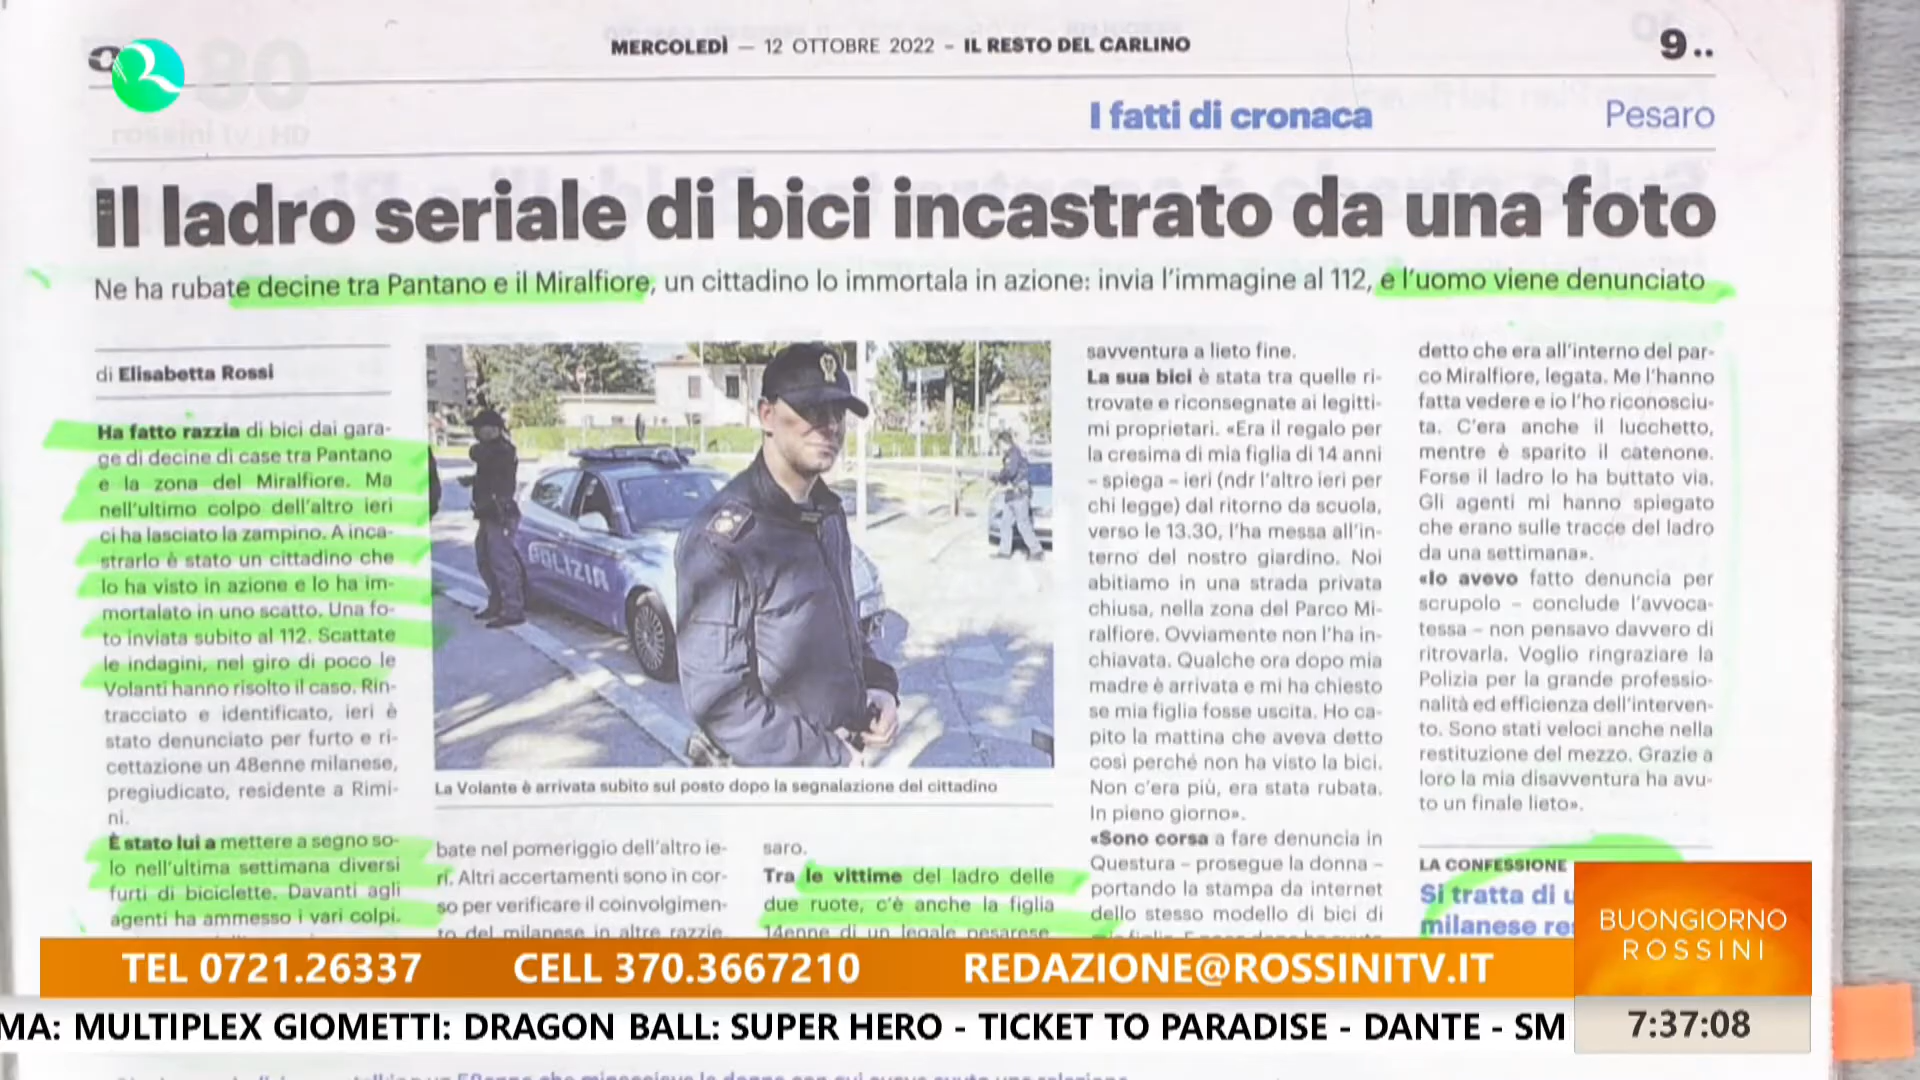 MERCOLEDÌ — 12 OTTOBRE 2022 – IL RESTO DEL CARLINO
9..
rossini tv HD
I fatti di cronaca
Pesaro
Il ladro seriale di bici incastrato da una foto
Ne ha rubate decine tra Pantano e il Miralfiore, un cittadino lo immortala in azione: invia l'immagine al 112, e l'uomo viene denunciato
di Elisabetta Rossi
Ha fatto razzia di bici dai gara-
ge di decine di case tra Pantano
e la zona del Miralfiore. Ma
nell'ultimo colpo dell'altro ieri
ci ha lasciato la zampino. A inca-
strarlo è stato un cittadino che
lo ha visto in azione e lo ha im-
mortalato in uno scatto. Una fo-
to inviata subito al 112. Scattate
le indagini, nel giro di poco le
Volanti hanno risolto il caso. Rin-
tracciato e identificato, ieri è
stato denunciato per furto e ri-
cettazione un 48enne milanese,
pregiudicato, residente a Rimi-
ni.
È stato lui a mettere a segno so-
lo nell'ultima settimana diversi
furti di biciclette. Davanti agli
agenti ha ammesso i vari colpi.
POLIZIA
La Volante è arrivata subito sul posto dopo la segnalazione del cittadino
bate nel pomeriggio dell'altro ie-
ri. Altri accertamenti sono in cor-
so per verificare il coinvolgimen-
to del milanese in altre razzie.
saro.
Tra le vittime del ladro delle
due ruote, c'è anche la figlia
14enne di un legale pesarese
savventura a lieto fine.
La sua bici è stata tra quelle ri-
trovate e riconsegnate ai legitti-
mi proprietari. «Era il regalo per
la cresima di mia figlia di 14 anni
– spiega – ieri (ndr l'altro ieri per
chi legge) dal ritorno da scuola,
verso le 13.30, l'ha messa all'in-
terno del nostro giardino. Noi
abitiamo in una strada privata
chiusa, nella zona del Parco Mi-
ralfiore. Ovviamente non l'ha in-
chiavata. Qualche ora dopo mia
madre è arrivata e mi ha chiesto
se mia figlia fosse uscita. Ho ca-
pito la mattina che aveva detto
così perché non ha visto la bici.
Non c'era più, era stata rubata.
In pieno giorno».
«Sono corsa a fare denuncia in
Questura – prosegue la donna –
portando la stampa da internet
dello stesso modello di bici di
detto che era all'interno del par-
co Miralfiore, legata. Me l'hanno
fatta vedere e io l'ho riconosciu-
ta. C'era anche il lucchetto,
mentre è sparito il catenone.
Forse il ladro lo ha buttato via.
Gli agenti mi hanno spiegato
che erano sulle tracce del ladro
da una settimana».
«Io avevo fatto denuncia per
scrupolo – conclude l'avvoca-
tessa – non pensavo davvero di
ritrovarla. Voglio ringraziare la
Polizia per la grande professio-
nalità ed efficienza dell'interven-
to. Sono stati veloci anche nella
restituzione del mezzo. Grazie a
loro la mia disavventura ha avu-
to un finale lieto».
LA CONFESSIONE
Si tratta di u
milanese re
BUONGIORNO
ROSSINI
TEL 0721.26337 CELL 370.3667210 REDAZIONE@ROSSINITV.IT
MA: MULTIPLEX GIOMETTI: DRAGON BALL: SUPER HERO - TICKET TO PARADISE - DANTE - SM
7:37:08